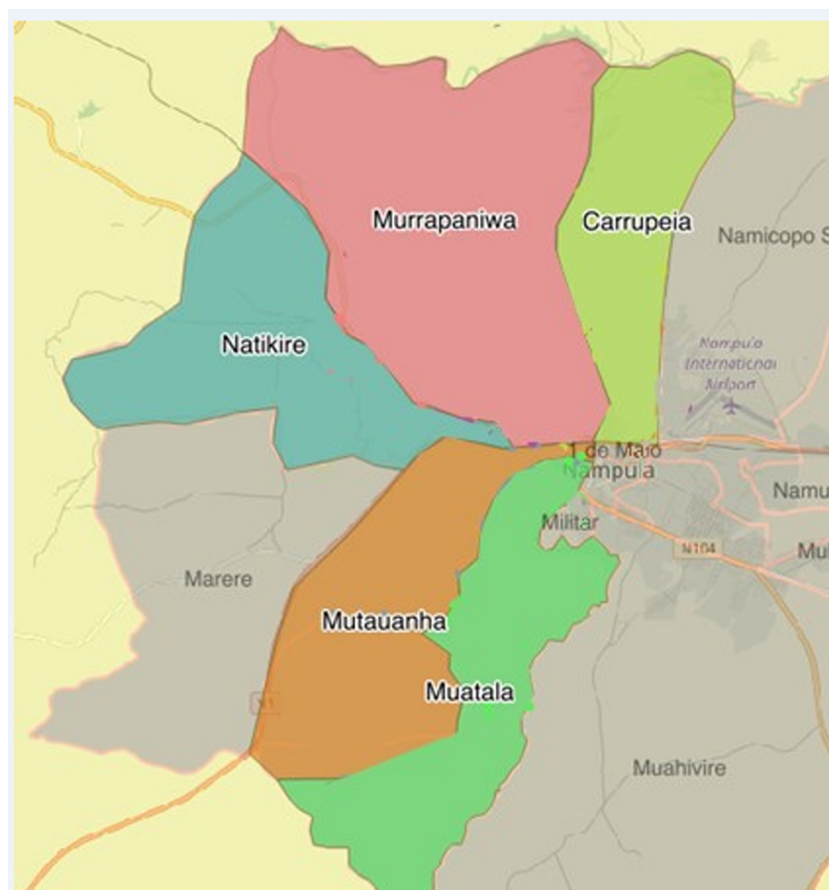 Murrapaniwa
Carrupeia
Namicopo S
Natikire
Nampula
International
Airport
1 de Maio
Nampula
Namu
Militar
N104
Mu
Marere
Mutauanha
Muatala
N1
Muahivire